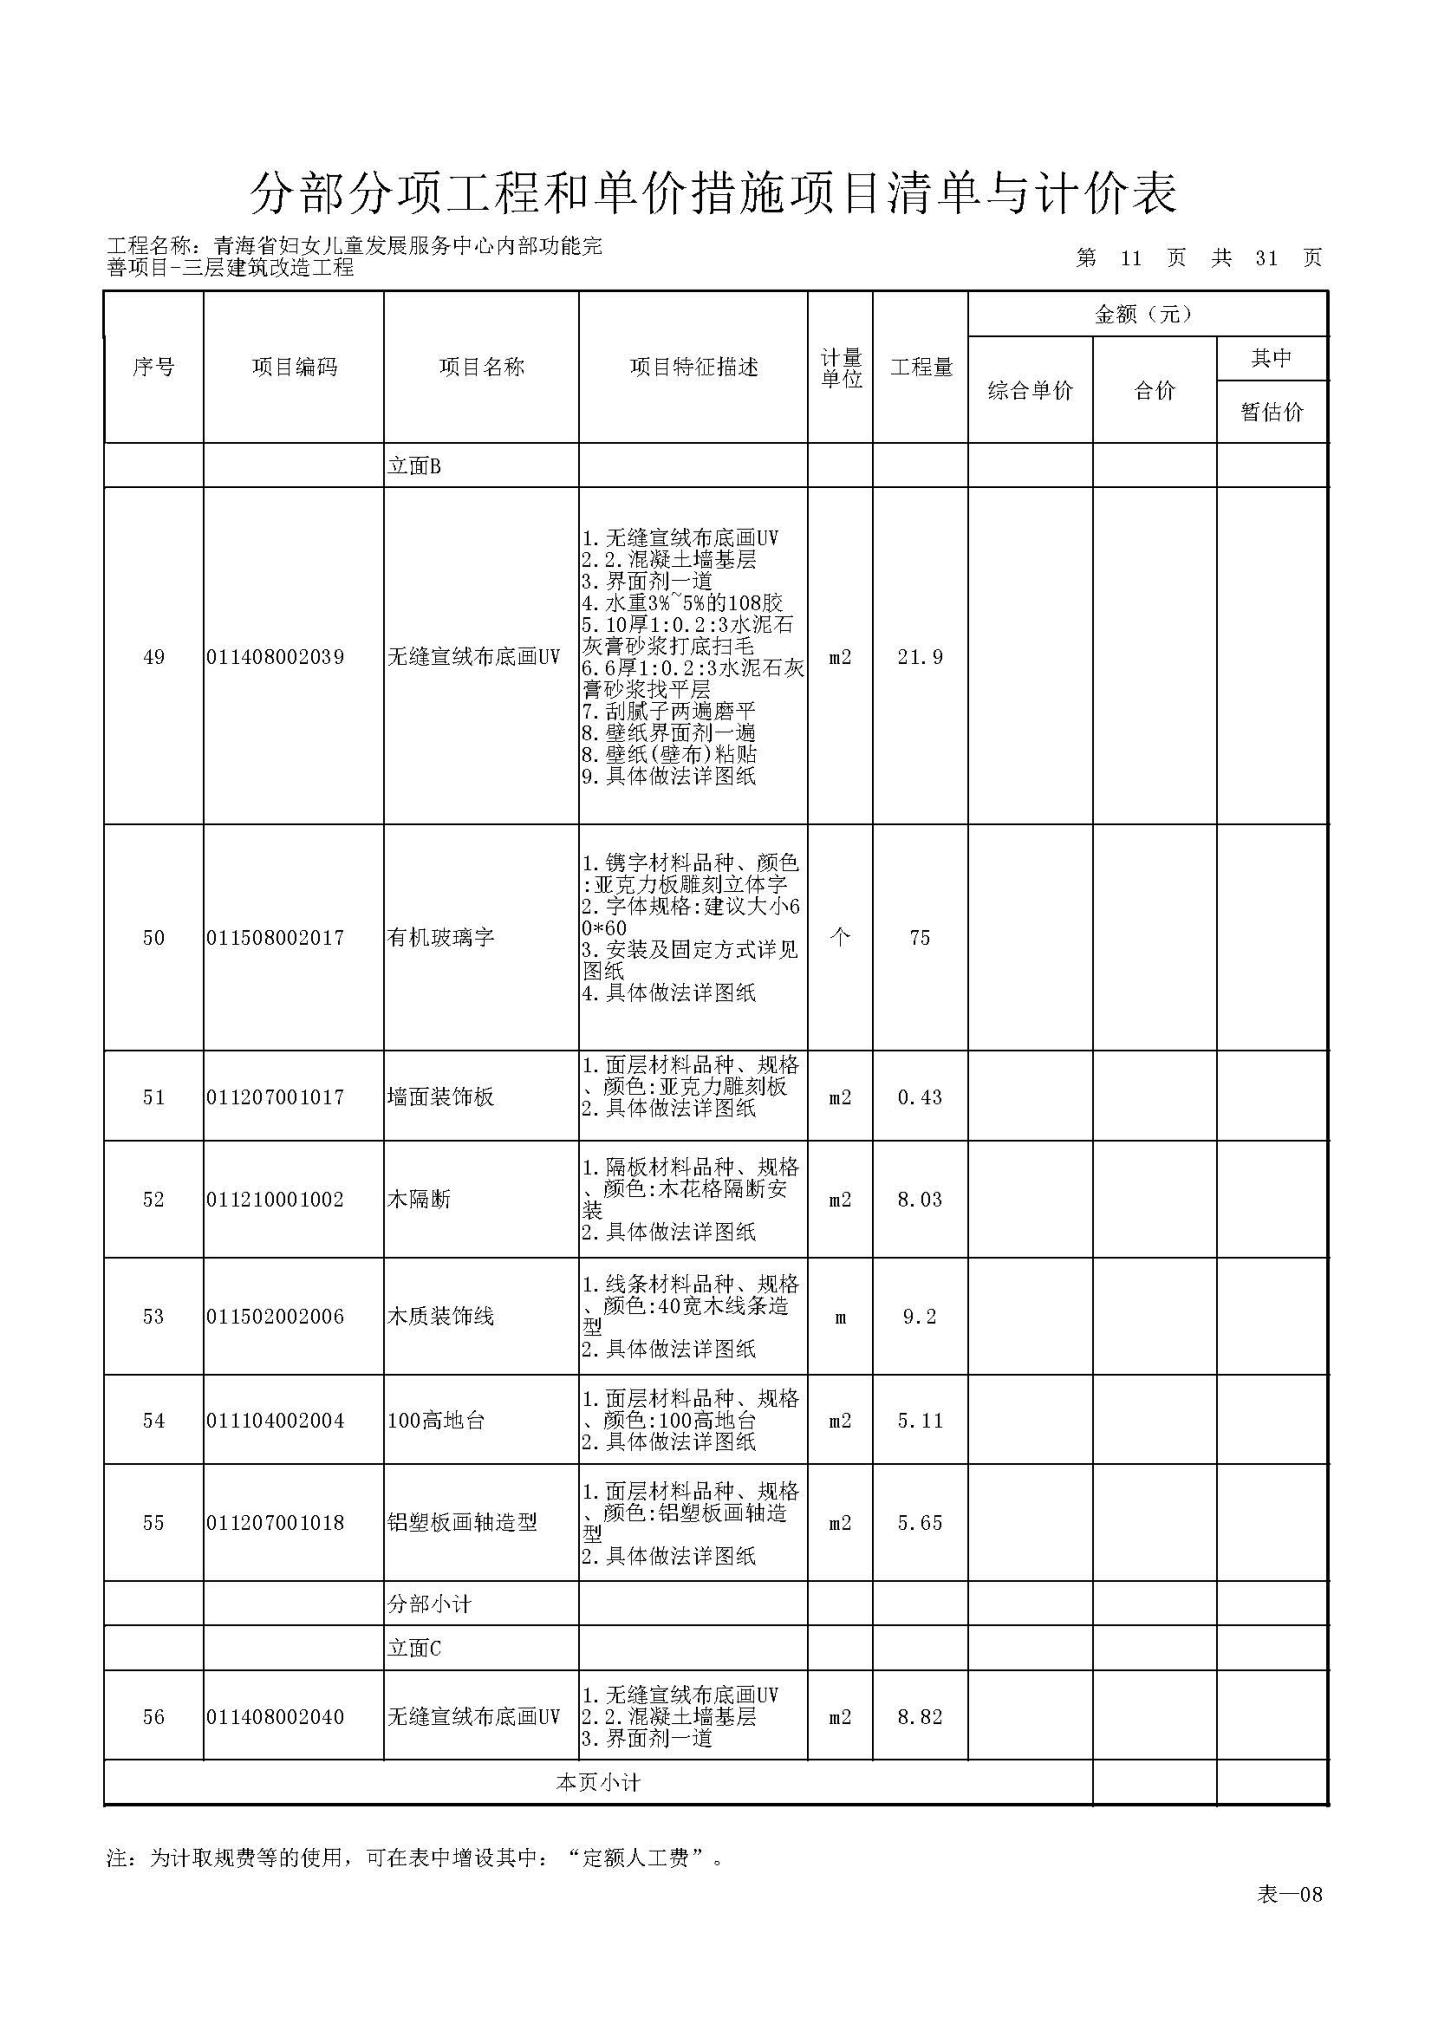 分部分项工程和单价措施项目清单与计价表
工程名称：青海省妇女儿童发展服务中心内部功能完
善项目-三层建筑改造工程
第 11 页 共 31 页
序号 项目编码 项目名称 项目特征描述 计量
单位 工程量 金额（元）
综合单价 合价 其中
暂估价
立面B
49 011408002039 无缝宣绒布底画UV
1.无缝宣绒布底画UV
2.2.混凝土墙基层
3.界面剂一道
4.水重3%~5%的108胶
5.10厚1:0.2:3水泥石
灰膏砂浆打底扫毛
6.6厚1:0.2:3水泥石灰
膏砂浆找平层
7.刮腻子两遍磨平
8.壁纸界面剂一遍
8.壁纸(壁布)粘贴
9.具体做法详图纸
m2 21.9
50 011508002017 有机玻璃字
1.镌字材料品种、颜色
:亚克力板雕刻立体字
2.字体规格:建议大小6
0*60
3.安装及固定方式详见
图纸
4.具体做法详图纸
个 75
51 011207001017 墙面装饰板
1.面层材料品种、规格
、颜色:亚克力雕刻板
2.具体做法详图纸
m2 0.43
52 011210001002 木隔断
1.隔板材料品种、规格
、颜色:木花格隔断安
装
2.具体做法详图纸
m2 8.03
53 011502002006 木质装饰线
1.线条材料品种、规格
、颜色:40宽木线条造
型
2.具体做法详图纸
m 9.2
54 011104002004 100高地台
1.面层材料品种、规格
、颜色:100高地台
2.具体做法详图纸
m2 5.11
55 011207001018 铝塑板画轴造型
1.面层材料品种、规格
、颜色:铝塑板画轴造
型
2.具体做法详图纸
m2 5.65
分部小计
立面C
56 011408002040 无缝宣绒布底画UV
1.无缝宣绒布底画UV
2.2.混凝土墙基层
3.界面剂一道
m2 8.82
本页小计
注：为计取规费等的使用，可在表中增设其中：“定额人工费”。
表—08